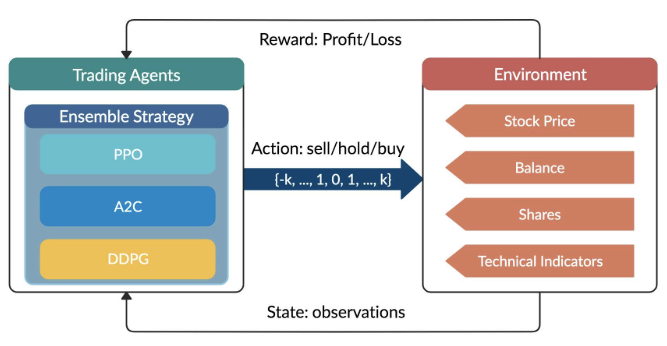 Reward: Profit/Loss
Trading Agents
Environment
Ensemble Strategy
PPO
A2C
DDPG
Action: sell/hold/buy
{-k, ..., 1, 0, 1, ..., k}
Stock Price
Balance
Shares
Technical Indicators
State: observations